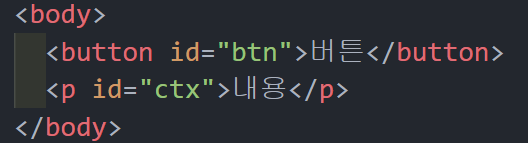 <body>
<button id="btn">버튼</button>
<p id="ctx">내용</p>
</body>